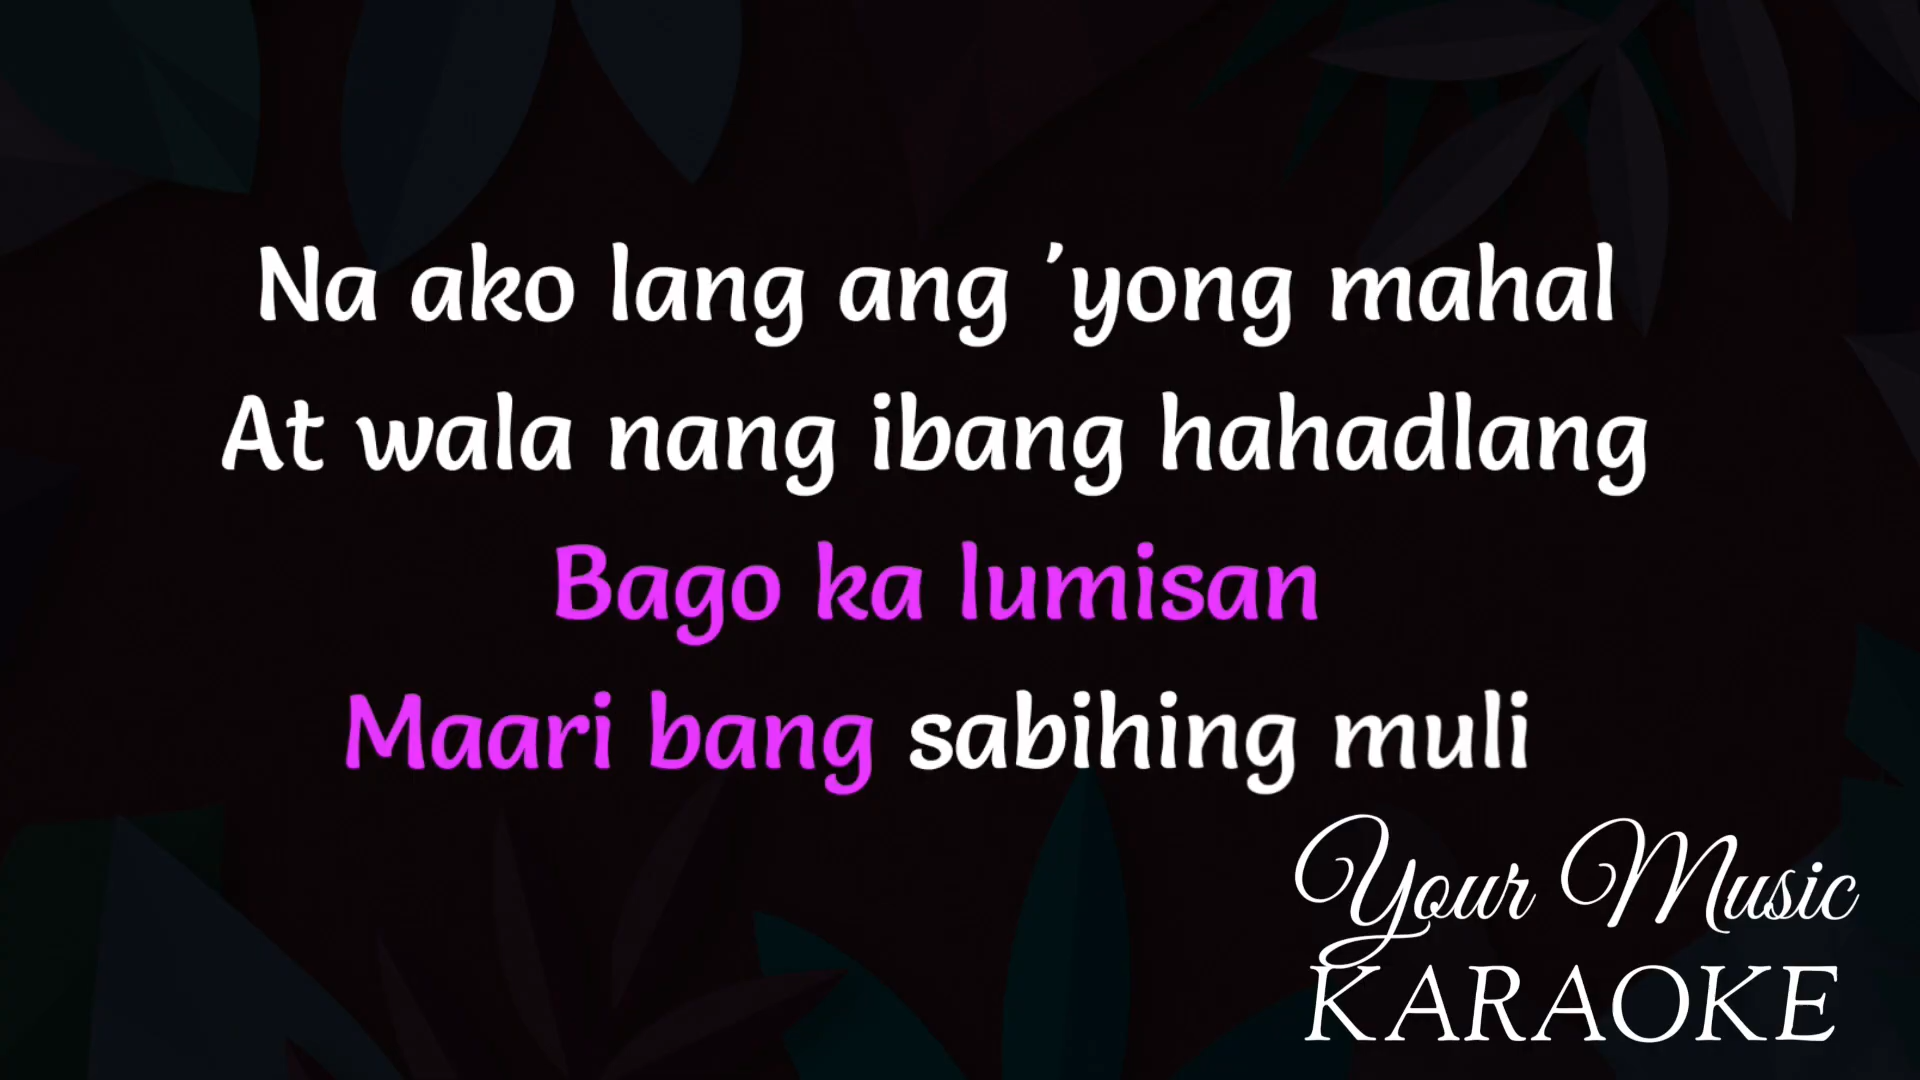 Na ako lang ang 'yong mahal
At wala nang ibang hahadlang
Bago ka lumisan
Maari bang sabihing muli
Your Music
KARAOKE